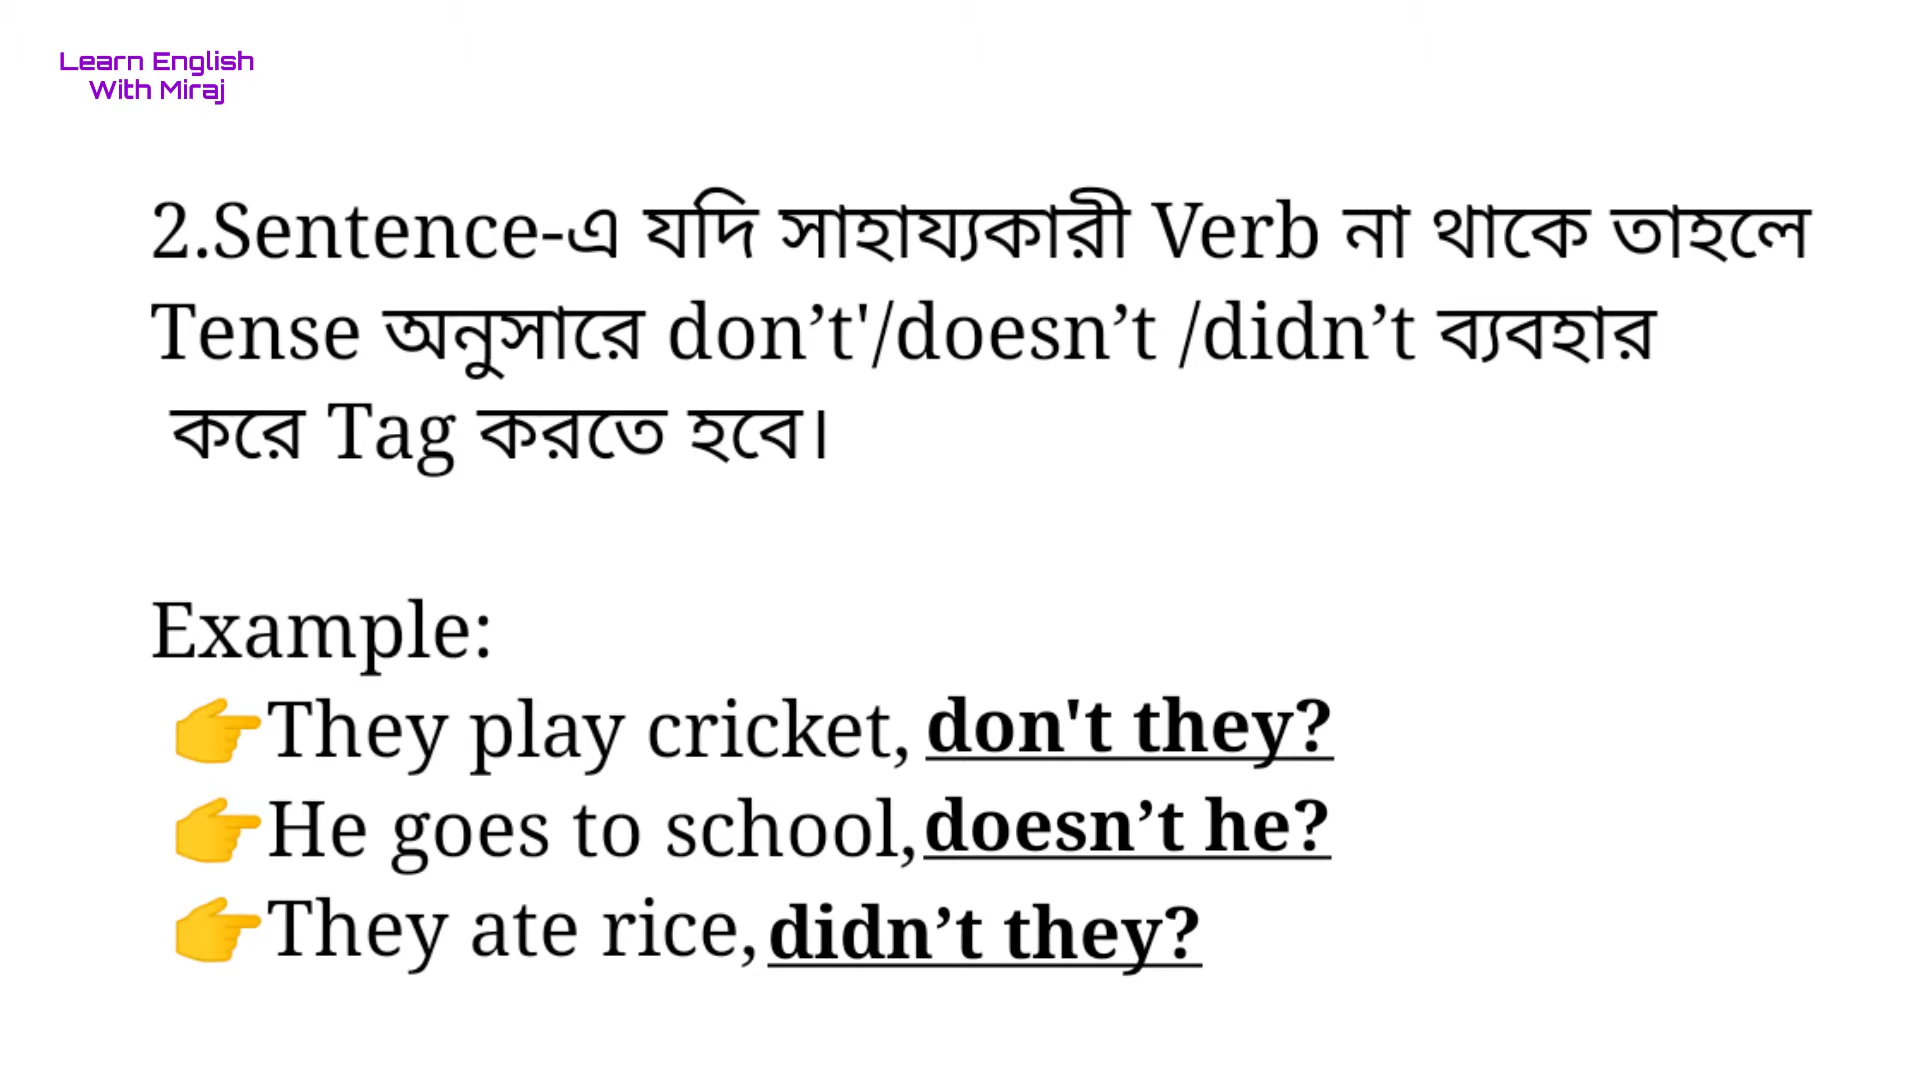 Learn English
With Miraj
2.Sentence-এ যদি সাহায্যকারী Verb না থাকে তাহলে
Tense অনুসারে don’t'/doesn’t /didn’t ব্যবহার
করে Tag করতে হবে।
Example:
👉They play cricket, don't they?
👉He goes to school,doesn’t he?
👉They ate rice,didn’t they?